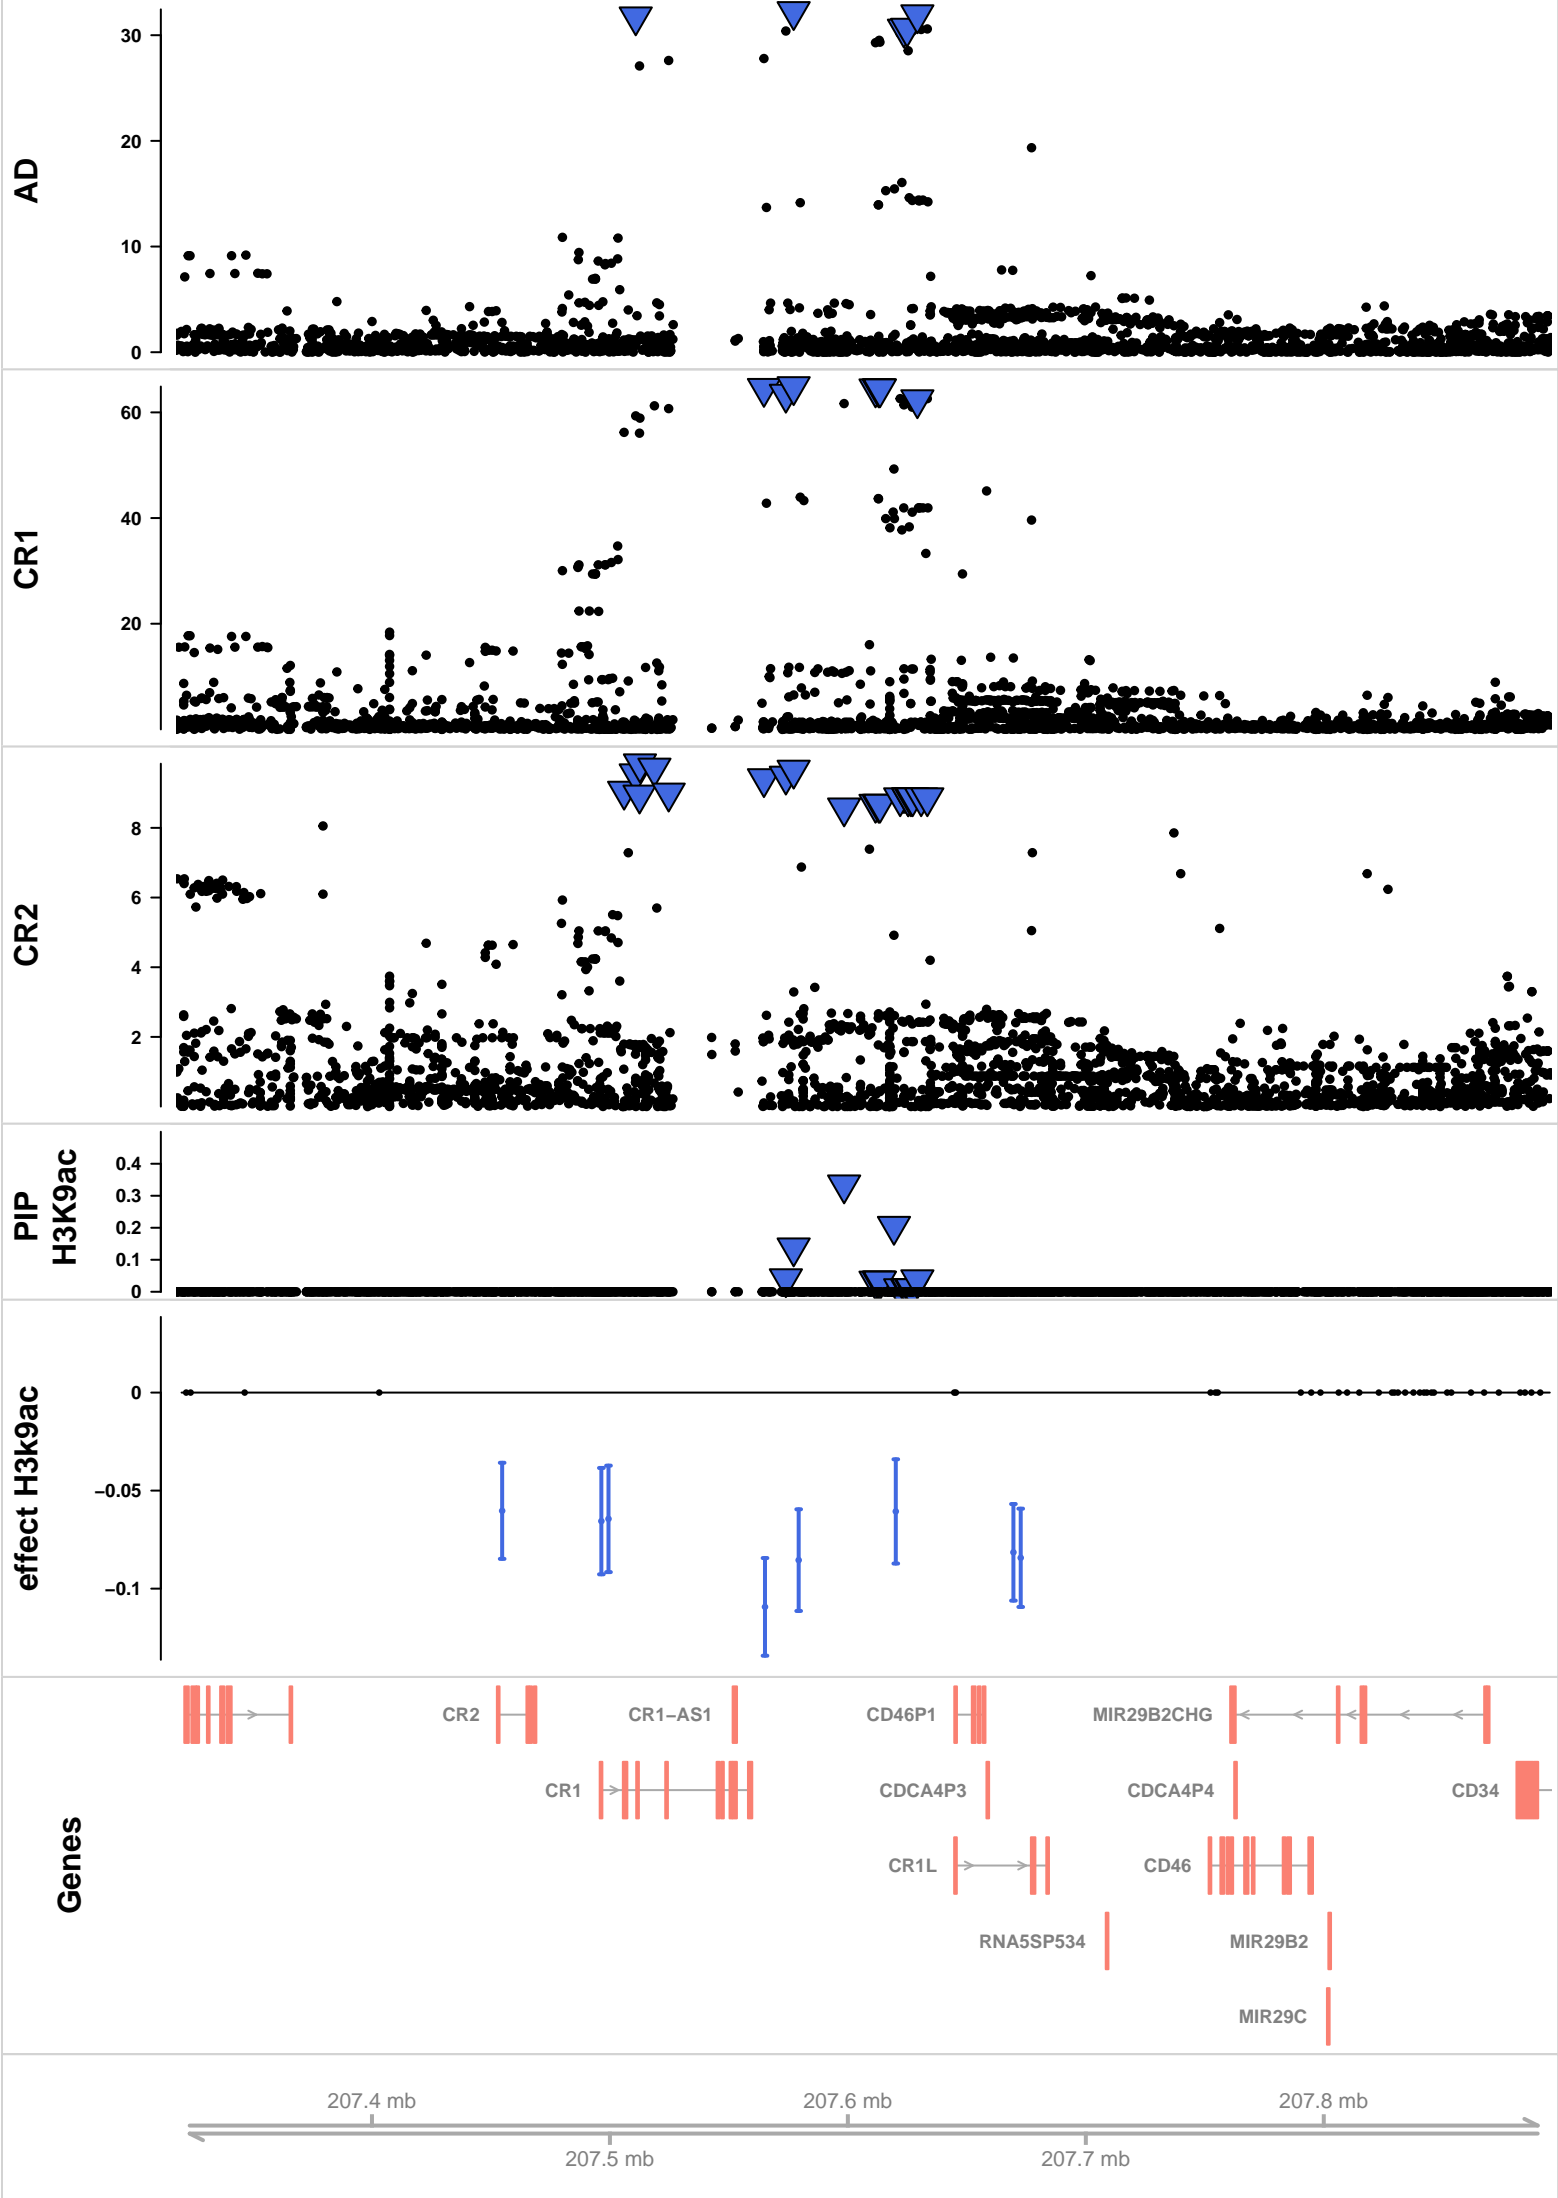 AD
30
20
10
0
CR1
60
40
20
CR2
8
6
4
2
PIP
H3K9ac
0.4
0.3
0.2
0.1
0
effect H3k9ac
0
−0.05
−0.1
Genes
CR2
CR1−AS1
CD46P1
MIR29B2CHG
CR1
CDCA4P3
CDCA4P4
CD34
CR1L
CD46
RNA5SP534
MIR29B2
MIR29C
207.4 mb
207.6 mb
207.8 mb
207.5 mb
207.7 mb